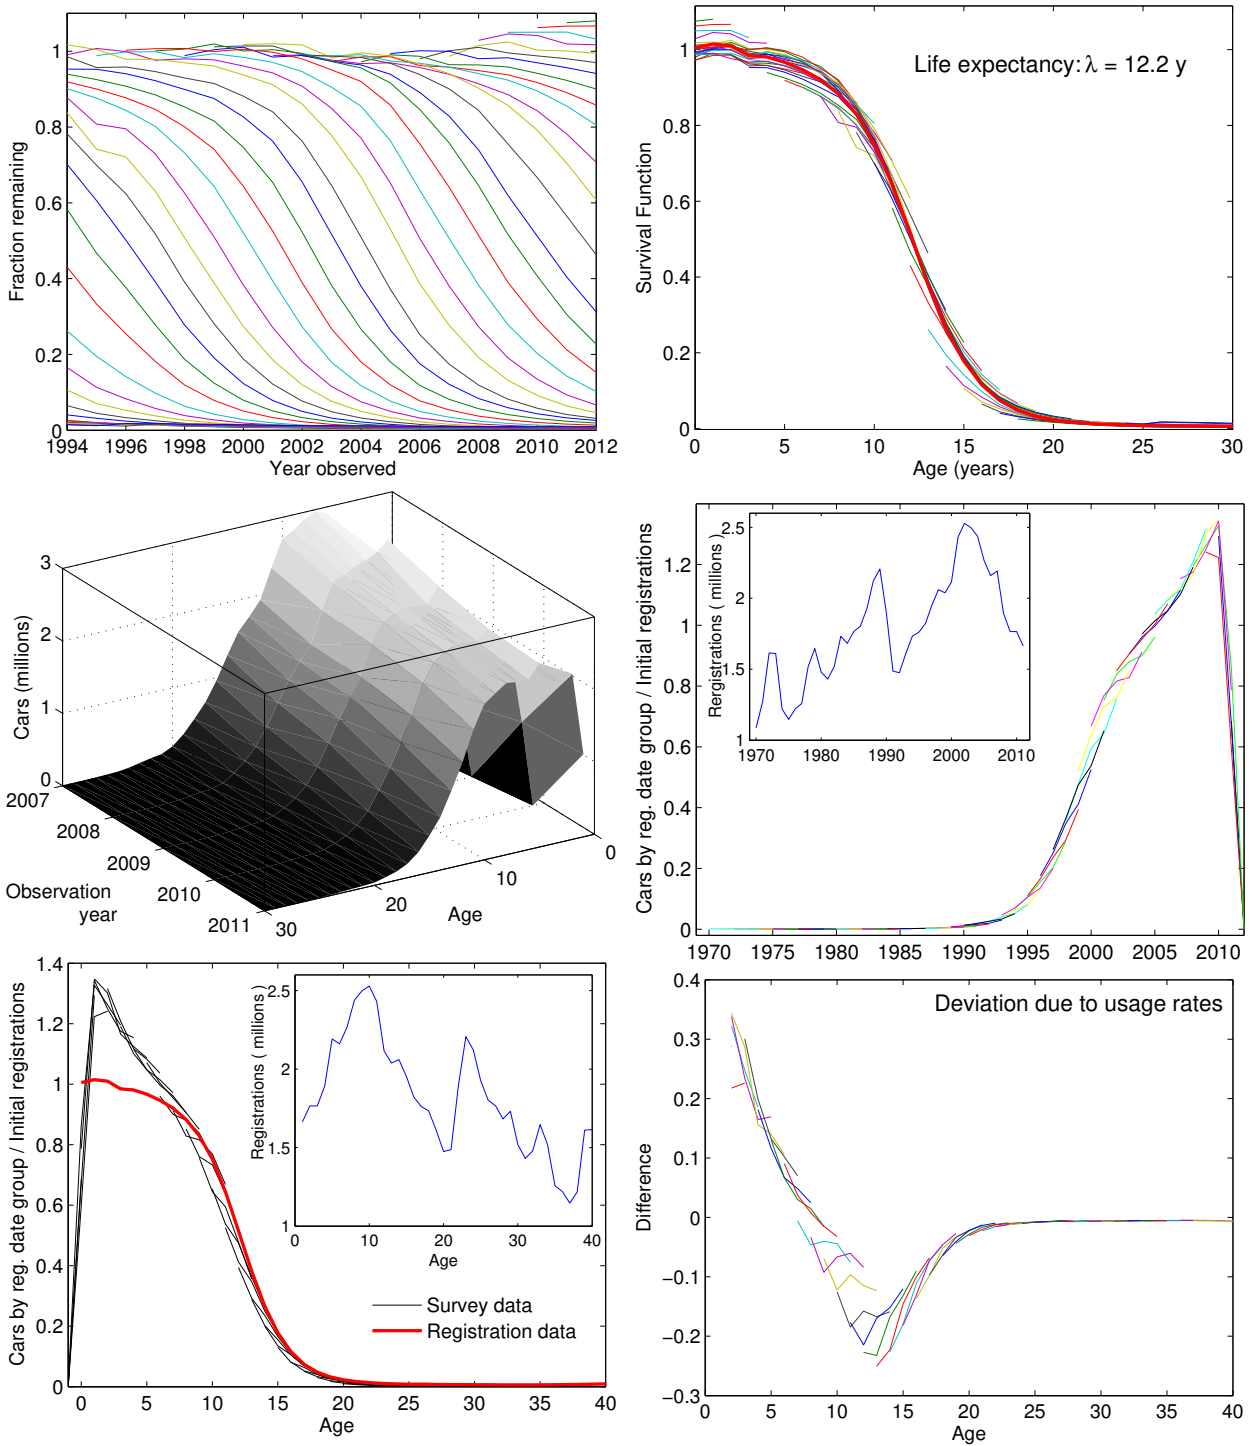 1
0.8
0.6
0.4
0.2
0
Fraction remaining
1994 1996 1998 2000 2002 2004 2006 2008 2010 2012
Year observed
Life expectancy: λ = 12.2 y
1
0.8
0.6
0.4
0.2
0
Survival Function
0 5 10 15 20 25 30
Age (years)
3
2
1
0
Cars (millions)
2007
2008
2009
2010
2011
Observation
year
30
20
10
0
Age
1.2
1
0.8
0.6
0.4
0.2
0
Cars by reg. date group / Initial registrations
1970 1975 1980 1985 1990 1995 2000 2005 2010
2.5
2
1.5
1
Rergistrations ( millions )
1970 1980 1990 2000 2010
1.4
1.2
1
0.8
0.6
0.4
0.2
0
Cars by reg. date group / Initial registrations
0 5 10 15 20 25 30 35 40
Age
2.5
2
1.5
1
Registrations ( millions )
0 10 20 30 40
Age
Survey data
Registration data
Deviation due to usage rates
0.4
0.3
0.2
0.1
0
−0.1
−0.2
−0.3
Difference
0 5 10 15 20 25 30 35 40
Age